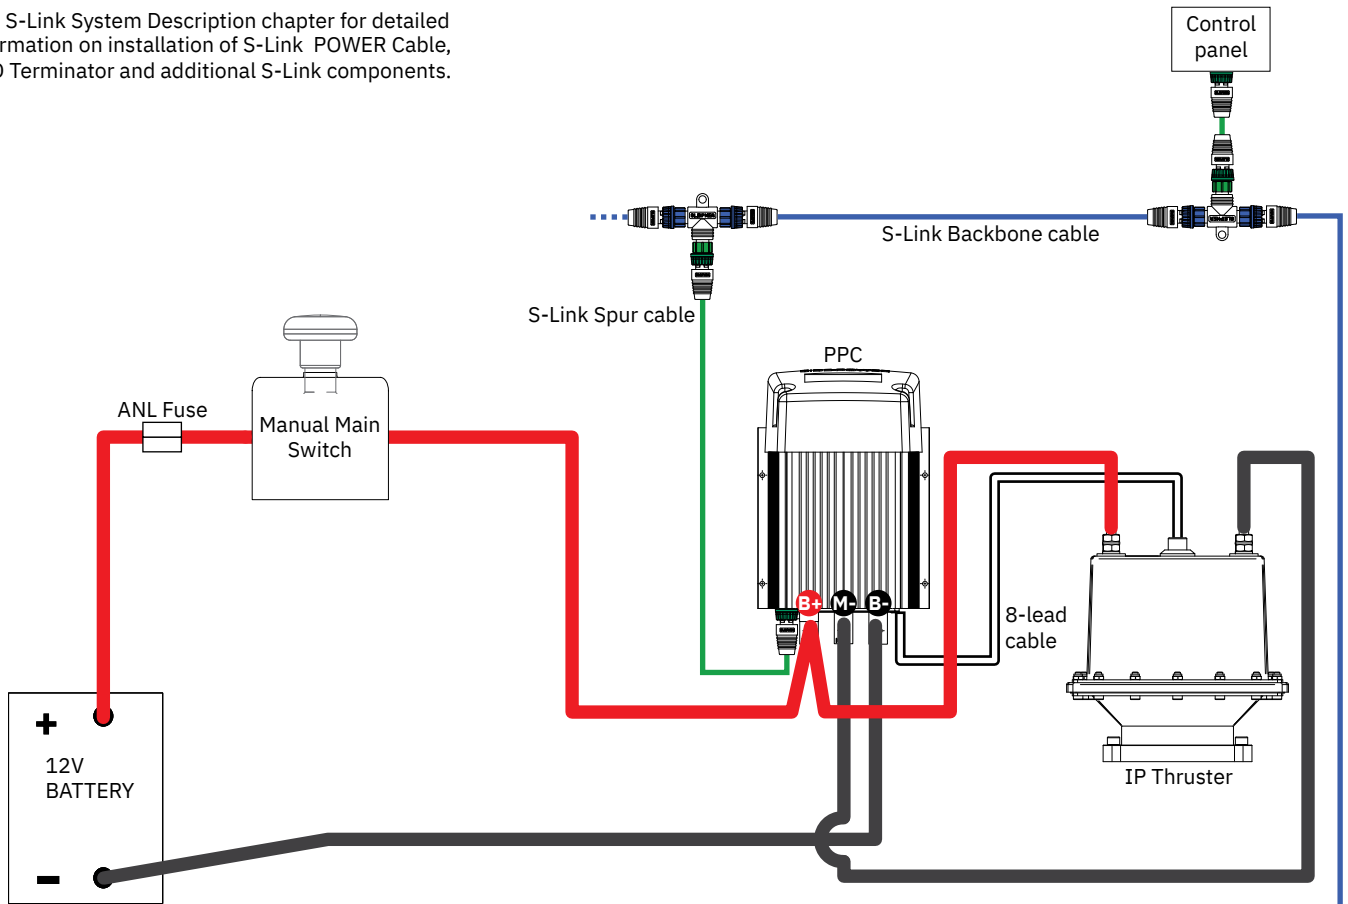 S-Link System Description chapter for detailed
rmation on installation of S-Link POWER Cable,
Terminator and additional S-Link components.
Control
panel
S-Link Backbone cable
S-Link Spur cable
PPC
ANL Fuse
Manual Main
Switch
B+ M- B-
8-lead
cable
+
12V
BATTERY
-
IP Thruster